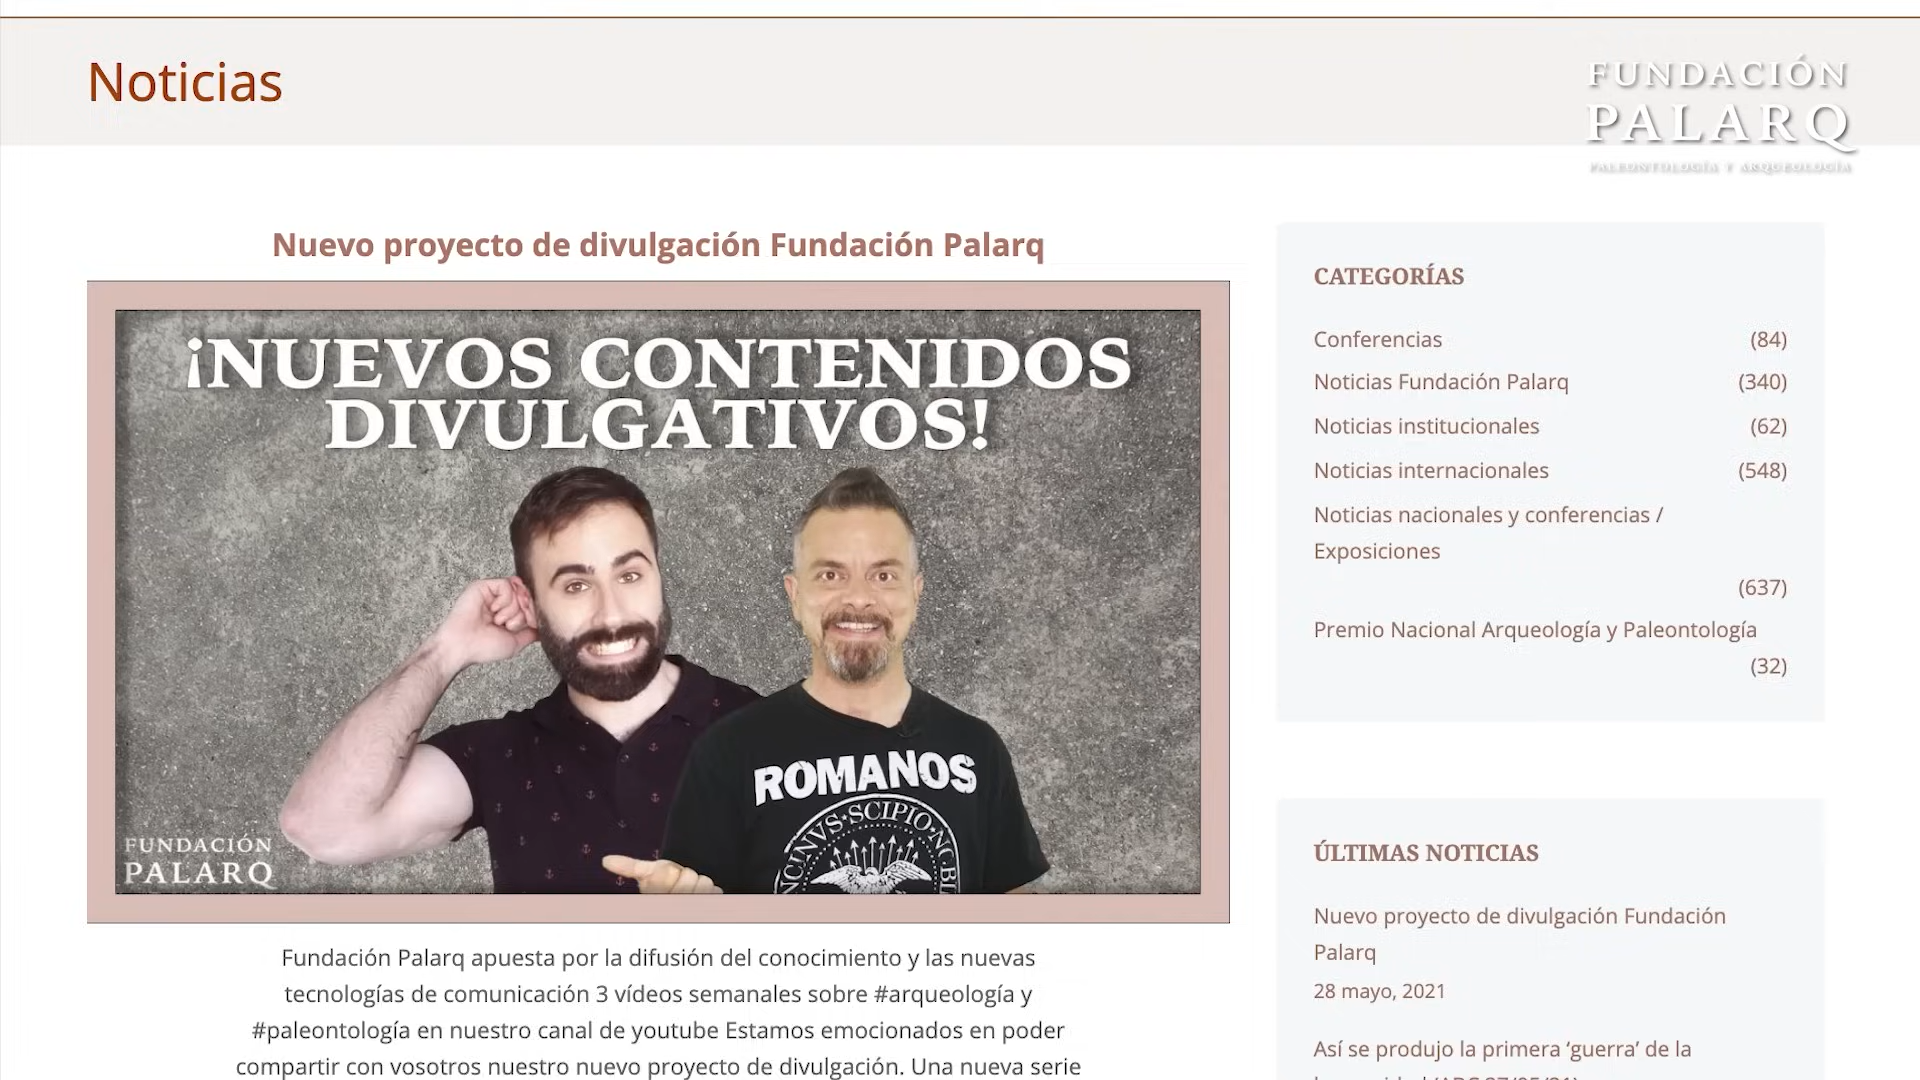 Noticias
FUNDACIÓN
PALARQ
PALEONTOLOGÍA Y ARQUEOLOGÍA
Nuevo proyecto de divulgación Fundación Palarq
¡NUEVOS CONTENIDOS
DIVULGATIVOS!
ROMANOS
CINNVS·SCIPIO·
FUNDACIÓN
PALARQ
Fundación Palarq apuesta por la difusión del conocimiento y las nuevas
tecnologías de comunicación 3 vídeos semanales sobre #arqueología y
#paleontología en nuestro canal de youtube Estamos emocionados en poder
compartir con vosotros nuestro nuevo proyecto de divulgación. Una nueva serie
CATEGORÍAS
Conferencias (84)
Noticias Fundación Palarq (340)
Noticias institucionales (62)
Noticias internacionales (548)
Noticias nacionales y conferencias /
Exposiciones
(637)
Premio Nacional Arqueología y Paleontología
(32)
ÚLTIMAS NOTICIAS
Nuevo proyecto de divulgación Fundación
Palarq
28 mayo, 2021
Así se produjo la primera ‘guerra’ de la